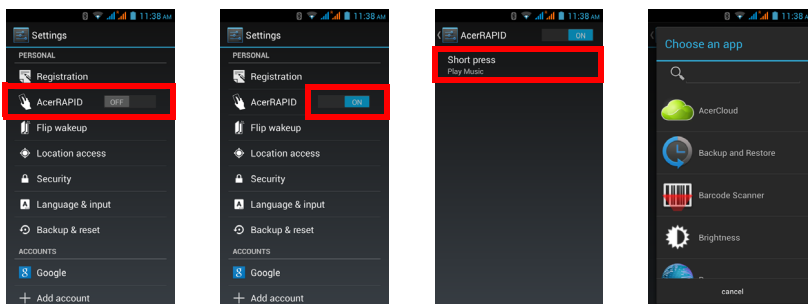 11:38 AM
Settings
PERSONAL
Registration
AcerRAPID OFF
Flip wakeup
Location access
Security
Language & input
Backup & reset
ACCOUNTS
Google
Add account
11:38 AM
Settings
PERSONAL
Registration
AcerRAPID ON
Flip wakeup
Location access
Security
Language & input
Backup & reset
ACCOUNTS
Google
Add account
11:38 AM
AcerRAPID ON
Short press
Play Music
11:38
Choose an app
AcerCloud
Backup and Restore
Barcode Scanner
Brightness
cancel